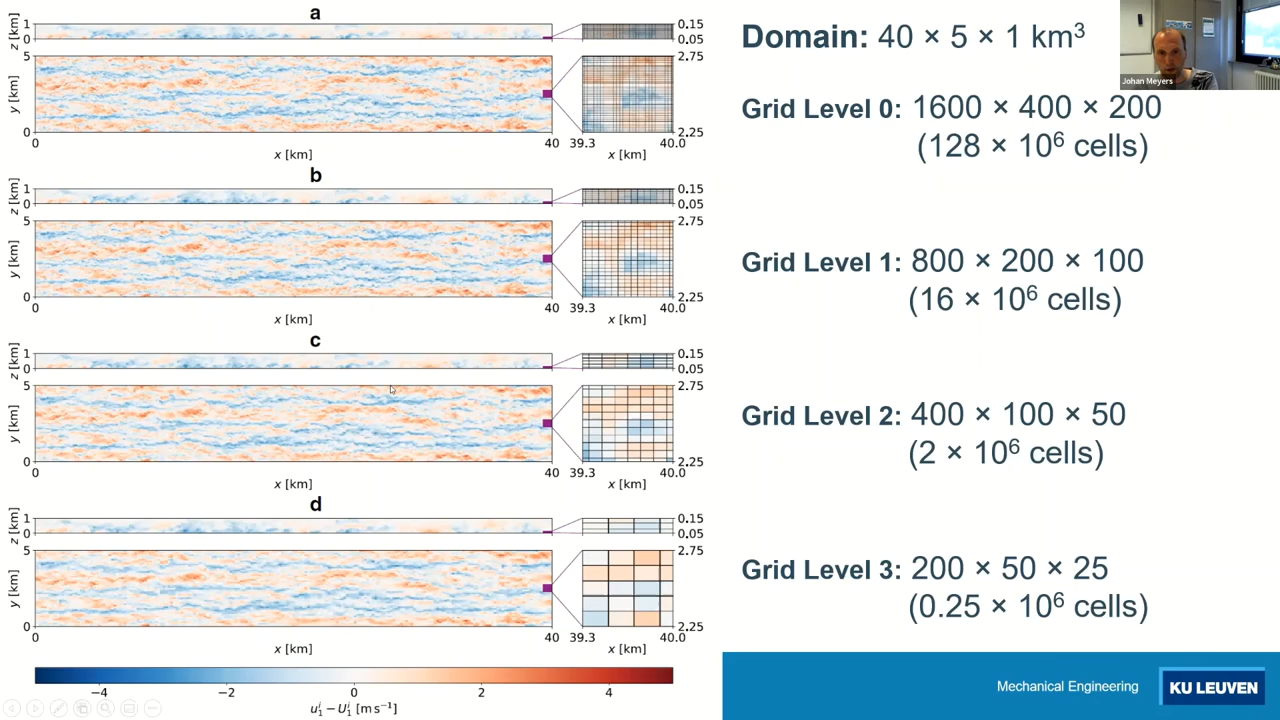 a
z [km]
1
0
0.15
0.05
y [km]
5
0
2.75
2.25
0
40
39.3
40.0
x [km]
x [km]
b
z [km]
1
0
0.15
0.05
y [km]
5
0
2.75
2.25
0
40
39.3
40.0
x [km]
x [km]
c
z [km]
1
0
0.15
0.05
y [km]
5
0
2.75
2.25
0
40
39.3
40.0
x [km]
x [km]
d
z [km]
1
0
0.15
0.05
y [km]
5
0
2.75
2.25
0
40
39.3
40.0
x [km]
x [km]
−4 −2 0 2 4
u₁ⁱ − U₁ⁱ [m s⁻¹]
Domain: 40 × 5 × 1 km³
Johan Meyers
Grid Level 0: 1600 × 400 × 200
(128 × 10⁶ cells)
Grid Level 1: 800 × 200 × 100
(16 × 10⁶ cells)
Grid Level 2: 400 × 100 × 50
(2 × 10⁶ cells)
Grid Level 3: 200 × 50 × 25
(0.25 × 10⁶ cells)
Mechanical Engineering
KU LEUVEN